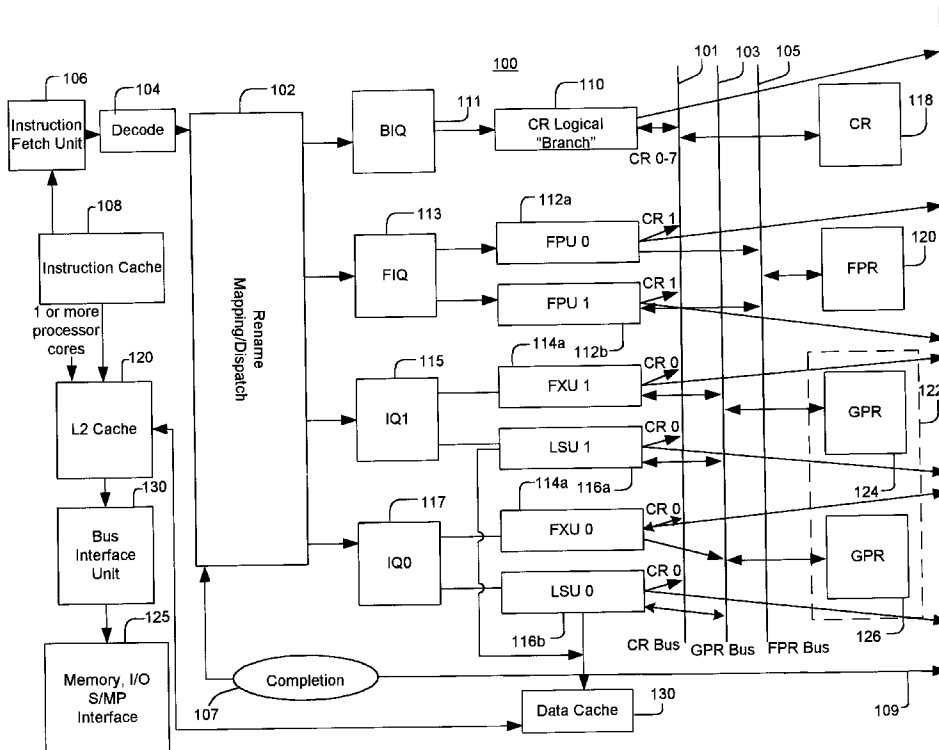 100
101
103
105
106
Instruction
Fetch Unit
104
Decode
102
Rename
Mapping/Dispatch
BIQ
111
110
CR Logical
"Branch"
CR 0-7
CR
118
108
Instruction Cache
1 or more
processor
cores
113
FIQ
112a
FPU 0
CR 1
FPR
120
FPU 1
CR 1
112b
120
L2 Cache
115
IQ1
114a
FXU 1
CR 0
GPR
122
124
LSU 1
CR 0
116a
130
Bus
Interface
Unit
117
IQ0
114a
FXU 0
CR 0
GPR
126
LSU 0
CR 0
116b
CR Bus
GPR Bus
FPR Bus
125
Memory, I/O
S/MP
Interface
Completion
107
109
Data Cache
130